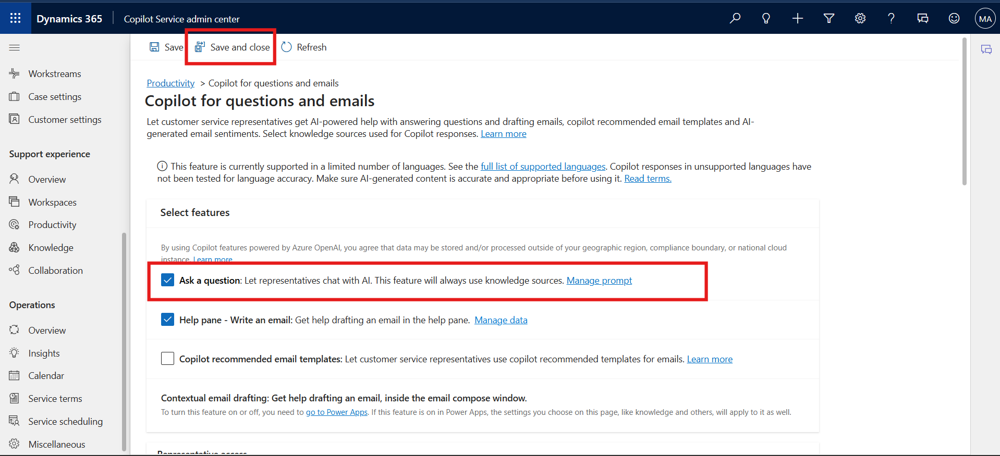 Dynamics 365
Copilot Service admin center
MA
Save
Save and close
Refresh
Workstreams
Case settings
Customer settings
Support experience
Overview
Workspaces
Productivity
Knowledge
Collaboration
Operations
Overview
Insights
Calendar
Service terms
Service scheduling
Miscellaneous
Productivity > Copilot for questions and emails
Copilot for questions and emails
Let customer service representatives get AI-powered help with answering questions and drafting emails, copilot recommended email templates and AI-
generated email sentiments. Select knowledge sources used for Copilot responses. Learn more
This feature is currently supported in a limited number of languages. See the full list of supported languages. Copilot responses in unsupported languages have
not been tested for language accuracy. Make sure AI-generated content is accurate and appropriate before using it. Read terms.
Select features
By using Copilot features powered by Azure OpenAI, you agree that data may be stored and/or processed outside of your geographic region, compliance boundary, or national cloud
instance. Learn more
Ask a question: Let representatives chat with AI. This feature will always use knowledge sources. Manage prompt
Help pane - Write an email: Get help drafting an email in the help pane. Manage data
Copilot recommended email templates: Let customer service representatives use copilot recommended templates for emails. Learn more
Contextual email drafting: Get help drafting an email, inside the email compose window.
To turn this feature on or off, you need to go to Power Apps. If this feature is on in Power Apps, the settings you choose on this page, like knowledge and others, will apply to it as well.
Representative access